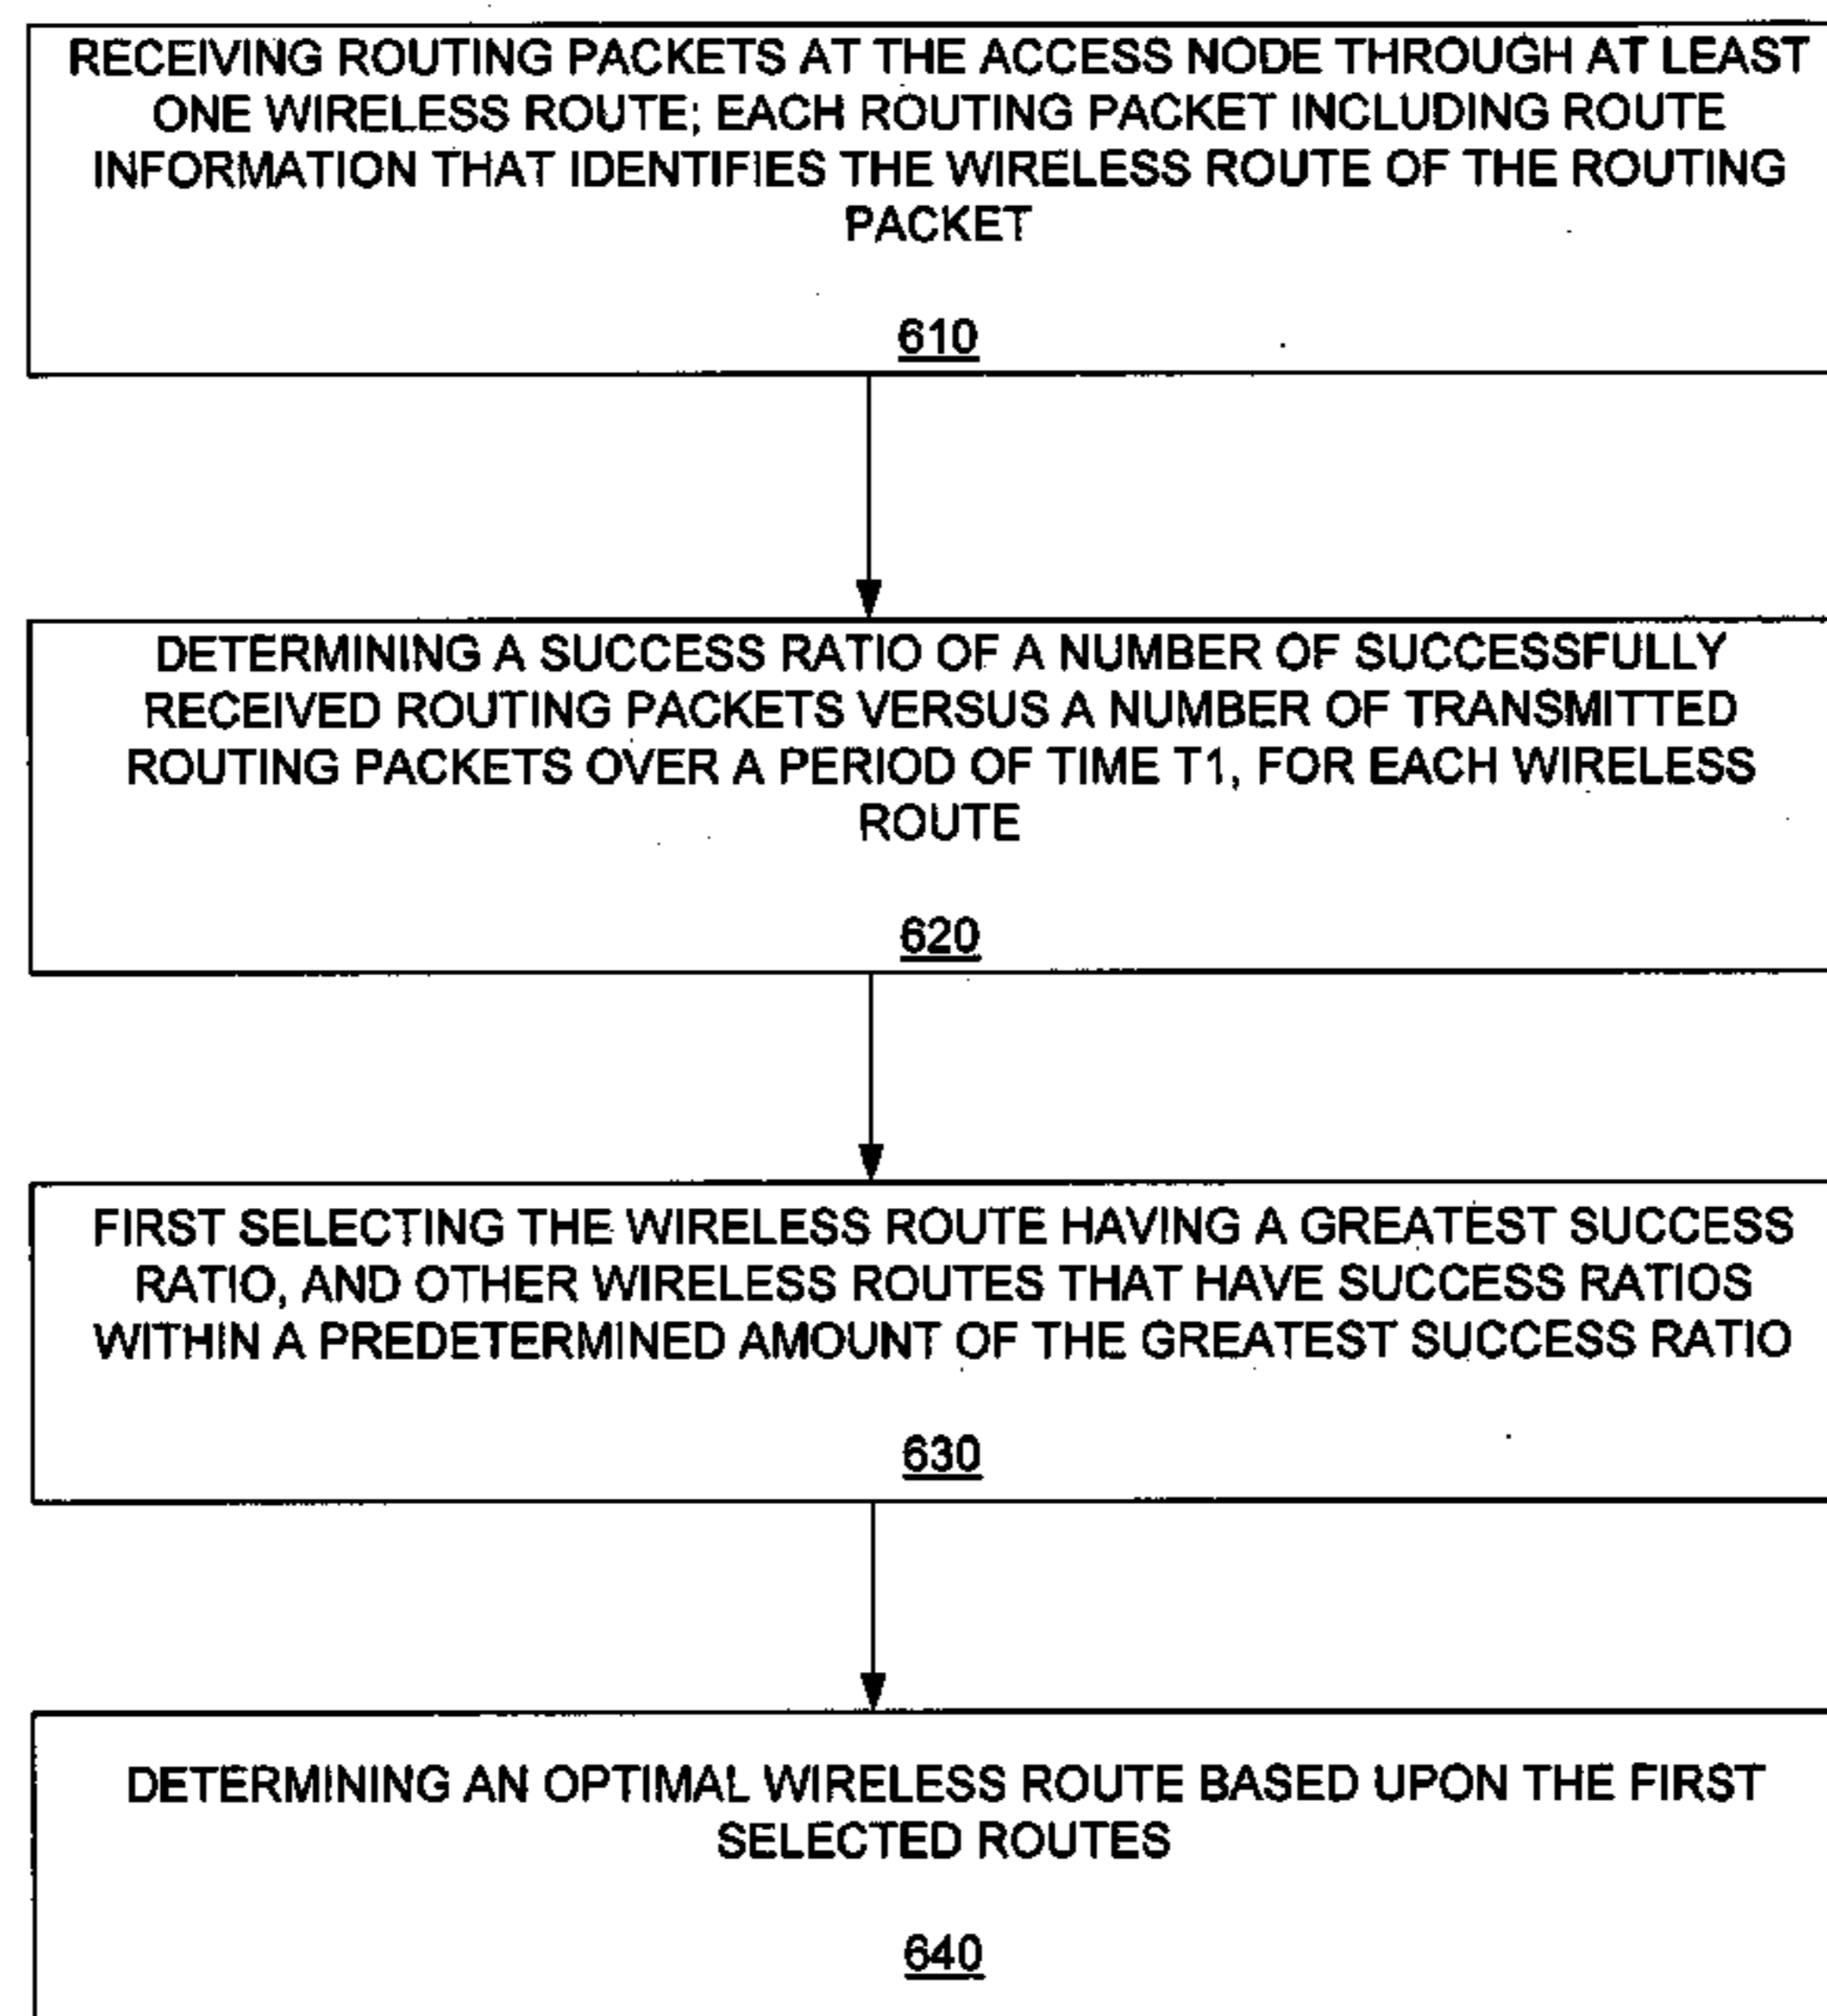 RECEIVING ROUTING PACKETS AT THE ACCESS NODE THROUGH AT LEAST
ONE WIRELESS ROUTE; EACH ROUTING PACKET INCLUDING ROUTE
INFORMATION THAT IDENTIFIES THE WIRELESS ROUTE OF THE ROUTING
PACKET
610
DETERMINING A SUCCESS RATIO OF A NUMBER OF SUCCESSFULLY
RECEIVED ROUTING PACKETS VERSUS A NUMBER OF TRANSMITTED
ROUTING PACKETS OVER A PERIOD OF TIME T1, FOR EACH WIRELESS
ROUTE
620
FIRST SELECTING THE WIRELESS ROUTE HAVING A GREATEST SUCCESS
RATIO, AND OTHER WIRELESS ROUTES THAT HAVE SUCCESS RATIOS
WITHIN A PREDETERMINED AMOUNT OF THE GREATEST SUCCESS RATIO
630
DETERMINING AN OPTIMAL WIRELESS ROUTE BASED UPON THE FIRST
SELECTED ROUTES
640